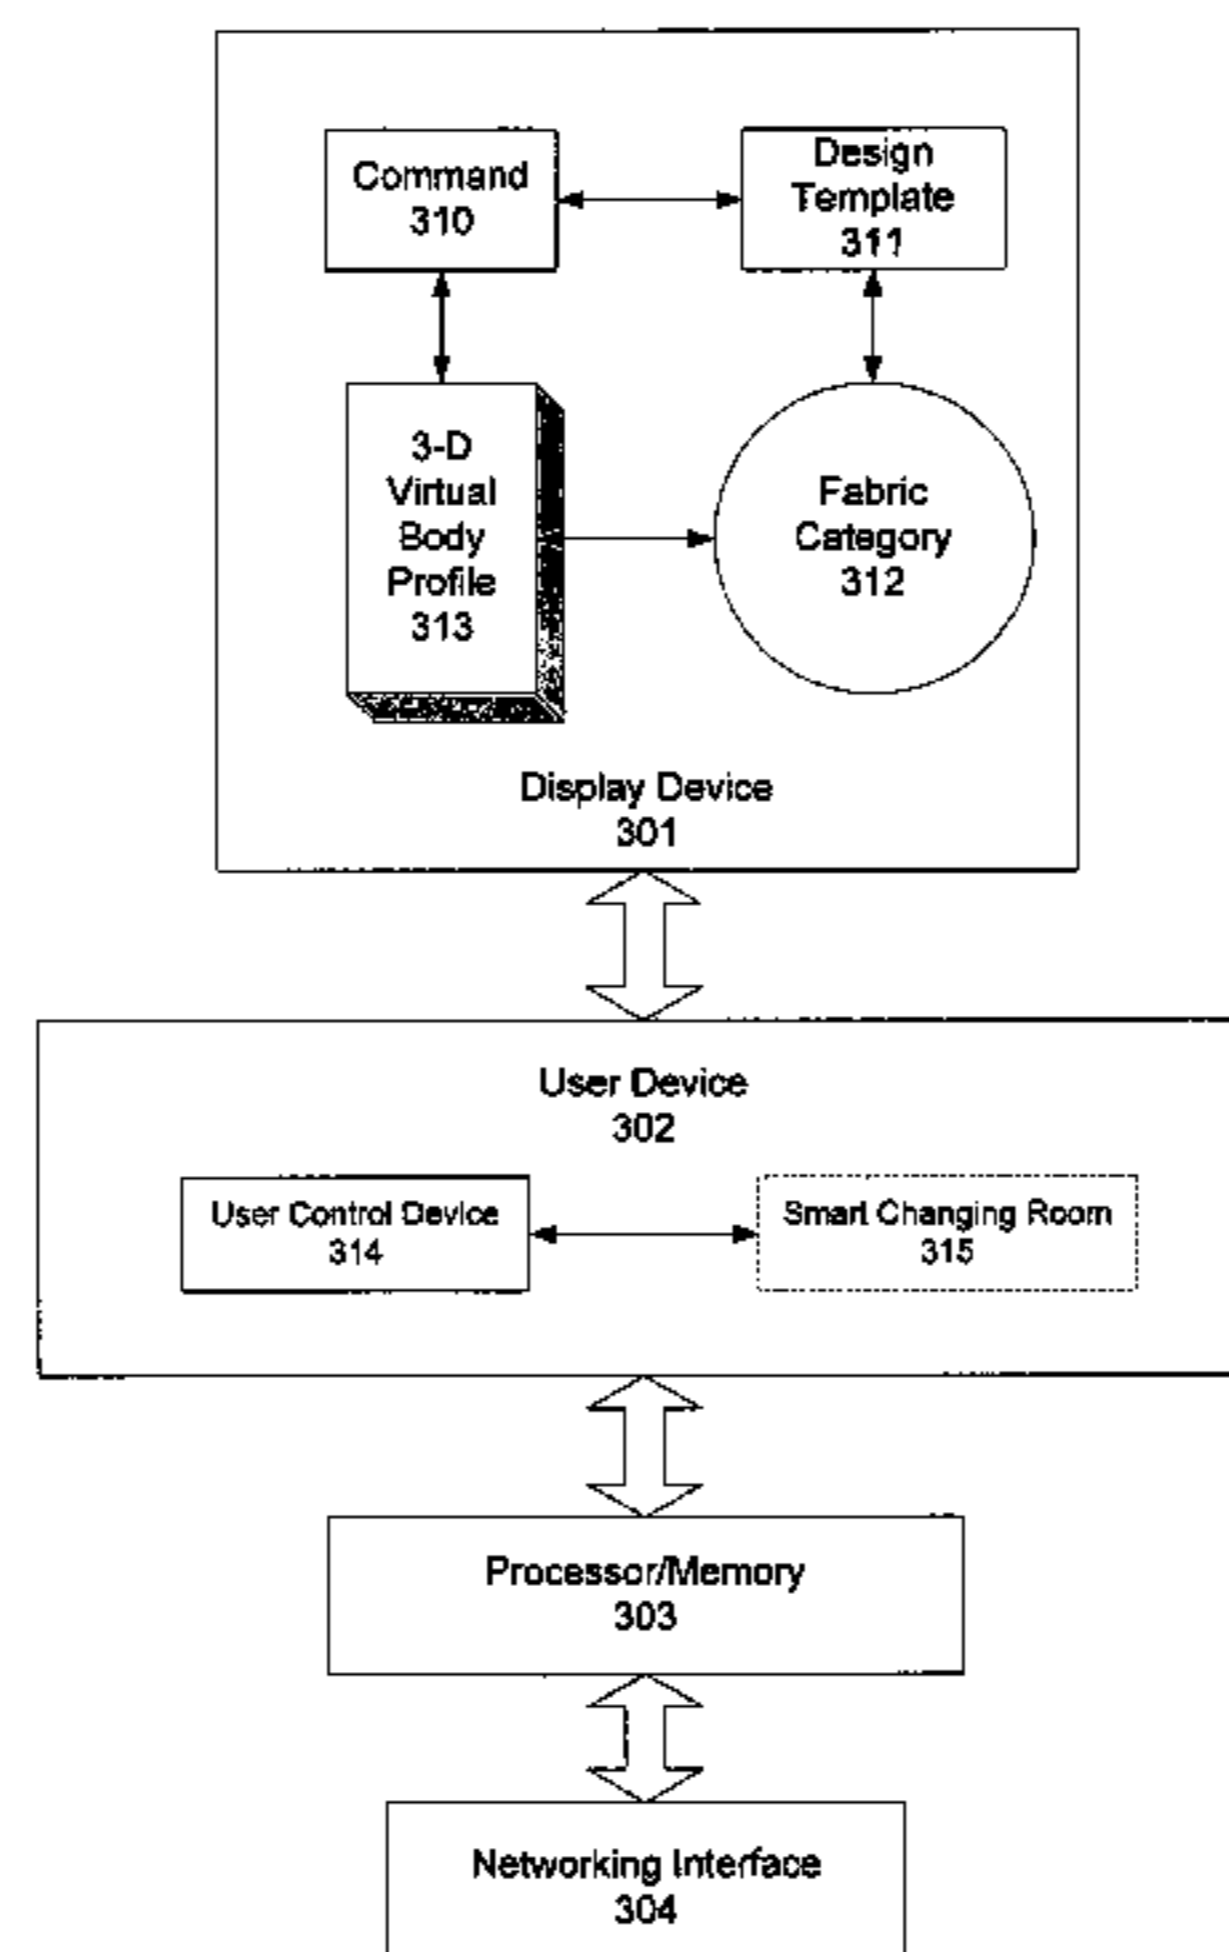 Command
310
Design
Template
311
3-D
Virtual
Body
Profile
313
Fabric
Category
312
Display Device
301
User Device
302
User Control Device
314
Smart Changing Room
315
Processor/Memory
303
Networking Interface
304